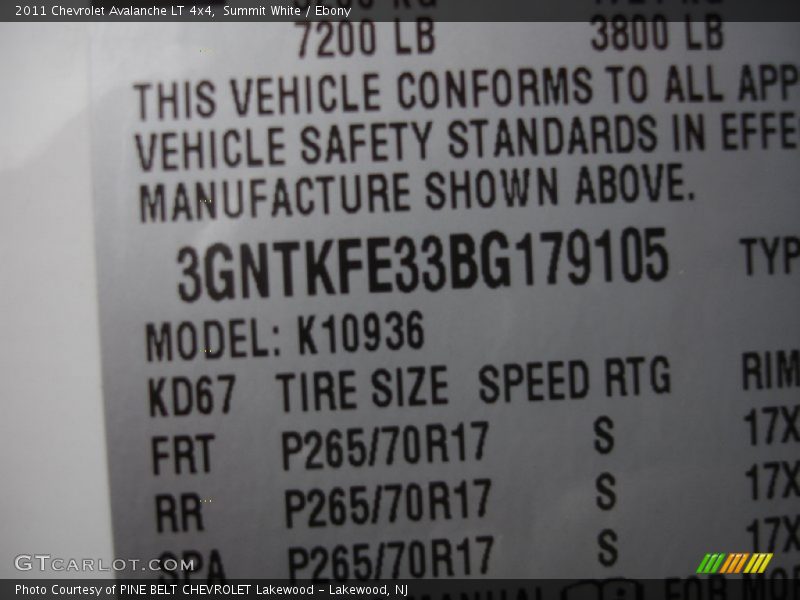 2011 Chevrolet Avalanche LT 4x4, Summit White / Ebony
7200 LB 3800 LB
THIS VEHICLE CONFORMS TO ALL APP
VEHICLE SAFETY STANDARDS IN EFFE
MANUFACTURE SHOWN ABOVE.
3GNTKFE33BG179105 TYP
MODEL: K10936
KD67 TIRE SIZE SPEED RTG RIM
FRT P265/70R17 S 17X
RR P265/70R17 S 17X
SPA P265/70R17 S 17X
GTCARLOT.COM
Photo Courtesy of PINE BELT CHEVROLET Lakewood - Lakewood, NJ